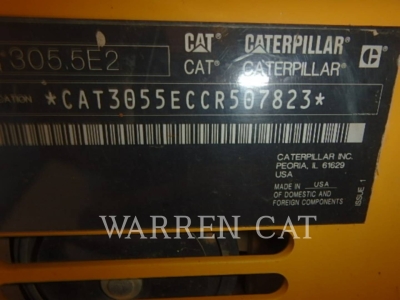 305.5E2
CAT CATERPILLAR C
CAT® CATERPILLAR®
CATION *CAT3055ECCR507823*
CATERPILLAR INC.
PEORIA, IL 61629
USA
MADE IN USA
OF DOMESTIC AND
FOREIGN COMPONENTS
ISSUE 1
WARREN CAT